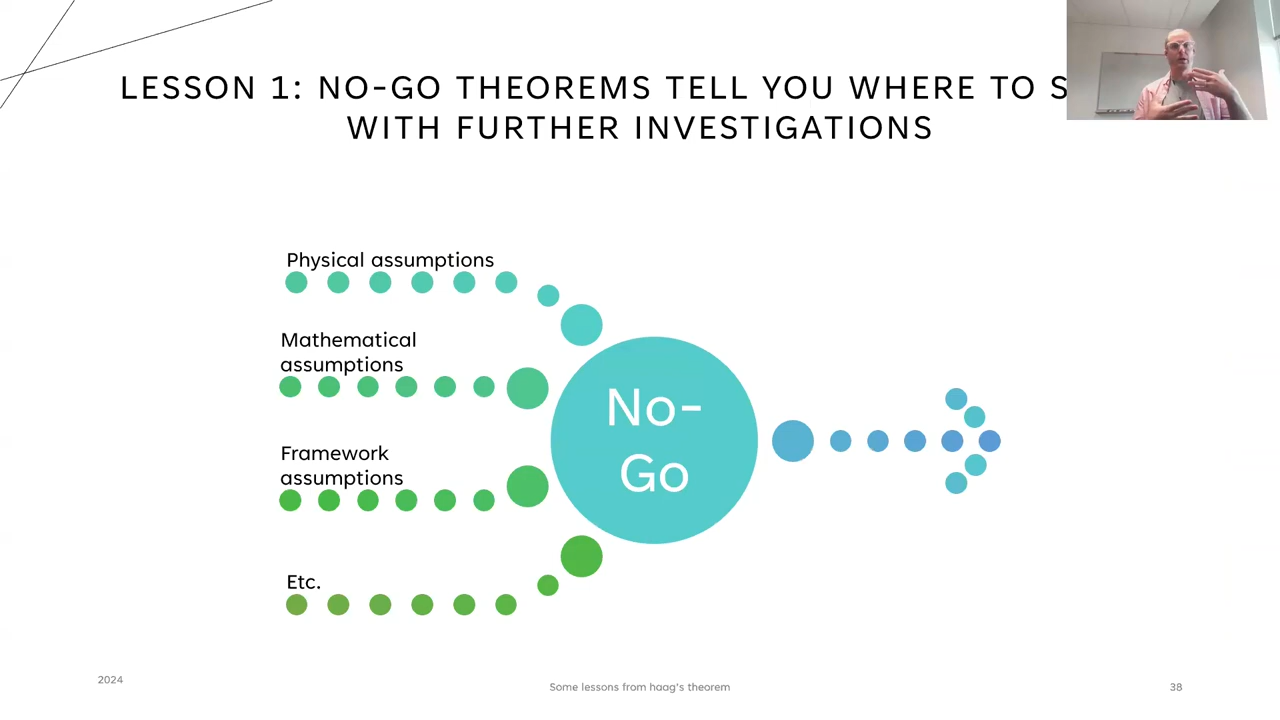 LESSON 1: NO-GO THEOREMS TELL YOU WHERE TO
WITH FURTHER INVESTIGATIONS
Physical assumptions
Mathematical
assumptions
Framework
assumptions
Etc.
No-
Go
2024
Some lessons from haag's theorem
38